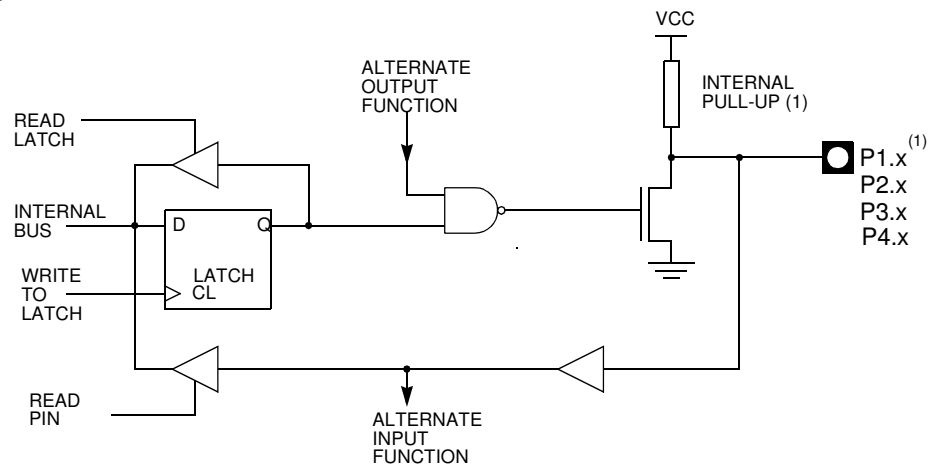 VCC
ALTERNATE
OUTPUT
FUNCTION
INTERNAL
PULL-UP (1)
READ
LATCH
P1.x(1)
P2.x
P3.x
P4.x
INTERNAL
BUS
D
Q
LATCH
CL
WRITE
TO
LATCH
READ
PIN
ALTERNATE
INPUT
FUNCTION